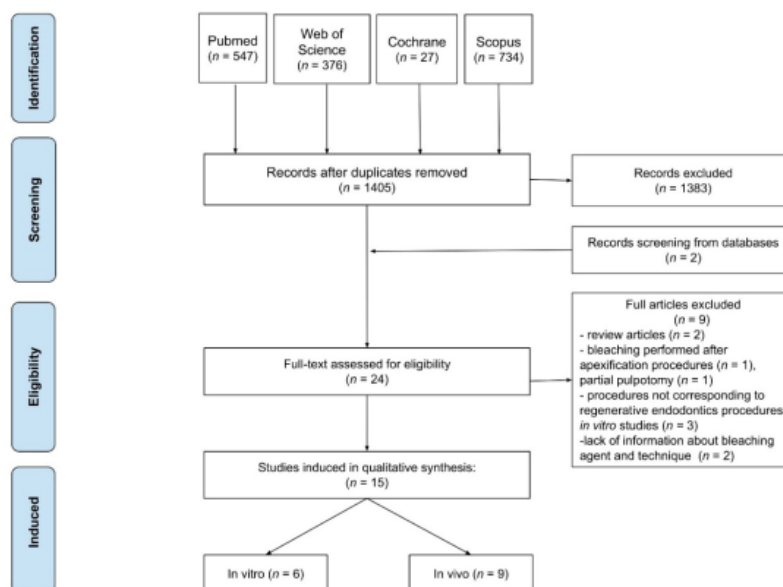 Identification
Pubmed
(n = 547)
Web of
Science
(n = 376)
Cochrane
(n = 27)
Scopus
(n = 734)
Screening
Records after duplicates removed
(n = 1405)
Records excluded
(n = 1383)
Records screening from databases
(n = 2)
Eligibility
Full-text assessed for eligibility
(n = 24)
Full articles excluded
(n = 9)
- review articles (n = 2)
- bleaching performed after
apexification procedures (n = 1),
partial pulpotomy (n = 1)
- procedures not corresponding to
regenerative endodontics procedures
in vitro studies (n = 3)
-lack of information about bleaching
agent and technique (n = 2)
Induced
Studies induced in qualitative synthesis:
(n = 15)
In vitro (n = 6)
In vivo (n = 9)